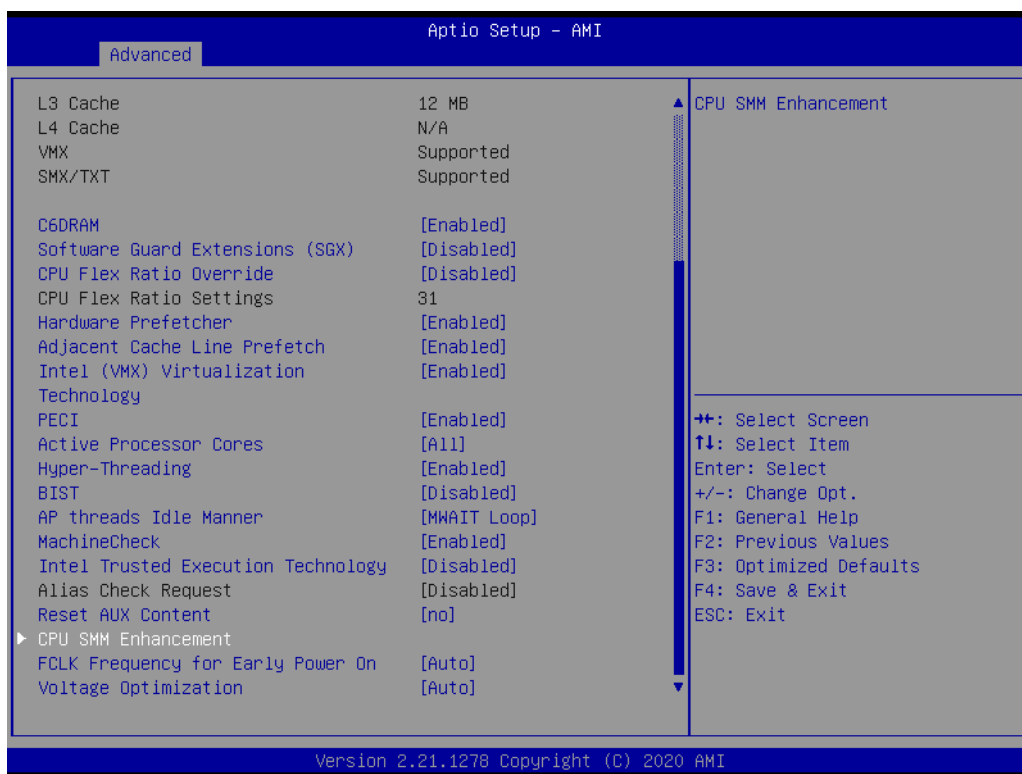 Aptio Setup - AMI
Advanced
L3 Cache 12 MB
L4 Cache N/A
VMX Supported
SMX/TXT Supported
C6DRAM [Enabled]
Software Guard Extensions (SGX) [Disabled]
CPU Flex Ratio Override [Disabled]
CPU Flex Ratio Settings 31
Hardware Prefetcher [Enabled]
Adjacent Cache Line Prefetch [Enabled]
Intel (VMX) Virtualization [Enabled]
Technology
PECI [Enabled]
Active Processor Cores [All]
Hyper-Threading [Enabled]
BIST [Disabled]
AP threads Idle Manner [MWAIT Loop]
MachineCheck [Enabled]
Intel Trusted Execution Technology [Disabled]
Alias Check Request [Disabled]
Reset AUX Content [no]
CPU SMM Enhancement
FCLK Frequency for Early Power On [Auto]
Voltage Optimization [Auto]
CPU SMM Enhancement
→←: Select Screen
↑↓: Select Item
Enter: Select
+/-: Change Opt.
F1: General Help
F2: Previous Values
F3: Optimized Defaults
F4: Save & Exit
ESC: Exit
Version 2.21.1278 Copyright (C) 2020 AMI